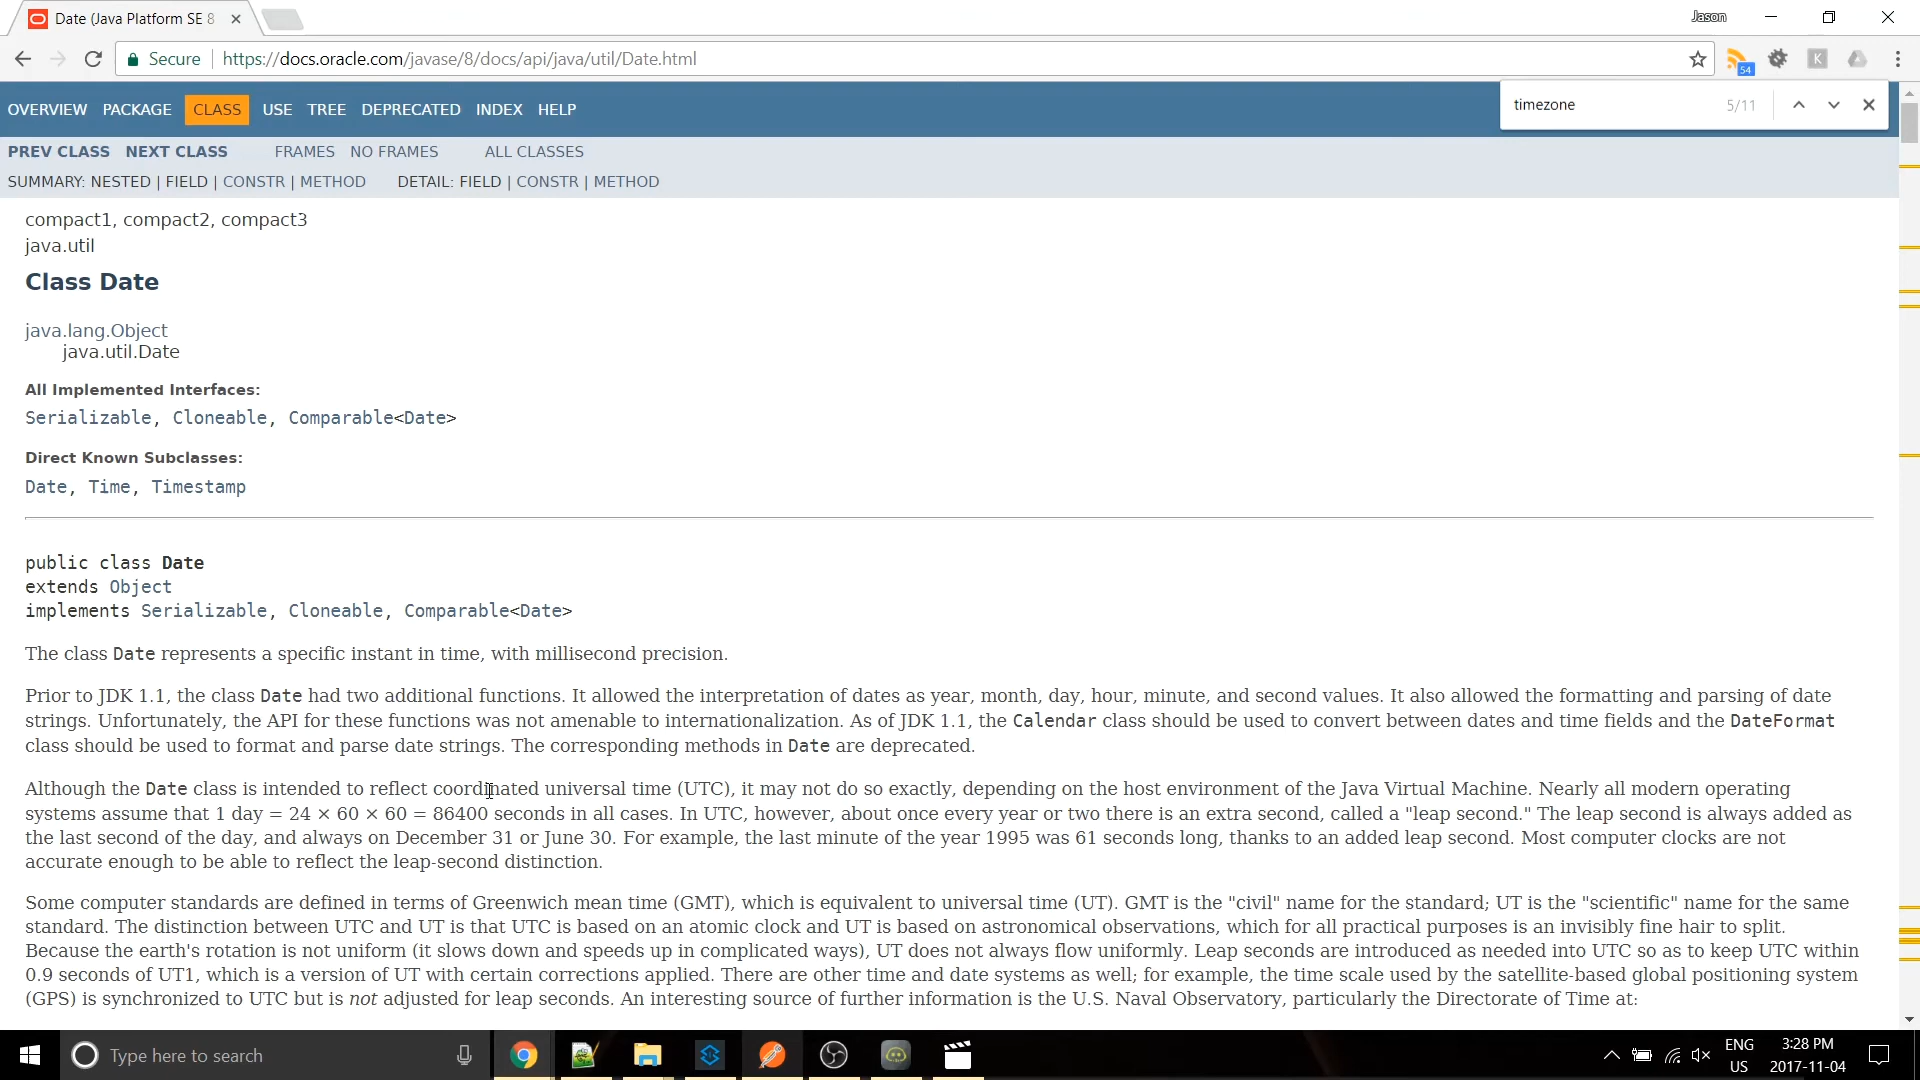 Date (Java Platform SE 8
Jason
Secure https://docs.oracle.com/javase/8/docs/api/java/util/Date.html
54
K
timezone 5/11
OVERVIEW PACKAGE CLASS USE TREE DEPRECATED INDEX HELP
PREV CLASS NEXT CLASS FRAMES NO FRAMES ALL CLASSES
SUMMARY: NESTED | FIELD | CONSTR | METHOD DETAIL: FIELD | CONSTR | METHOD
compact1, compact2, compact3
java.util
Class Date
java.lang.Object
java.util.Date
All Implemented Interfaces:
Serializable, Cloneable, Comparable<Date>
Direct Known Subclasses:
Date, Time, Timestamp
public class Date
extends Object
implements Serializable, Cloneable, Comparable<Date>
The class Date represents a specific instant in time, with millisecond precision.
Prior to JDK 1.1, the class Date had two additional functions. It allowed the interpretation of dates as year, month, day, hour, minute, and second values. It also allowed the formatting and parsing of date
strings. Unfortunately, the API for these functions was not amenable to internationalization. As of JDK 1.1, the Calendar class should be used to convert between dates and time fields and the DateFormat
class should be used to format and parse date strings. The corresponding methods in Date are deprecated.
Although the Date class is intended to reflect coordinated universal time (UTC), it may not do so exactly, depending on the host environment of the Java Virtual Machine. Nearly all modern operating
systems assume that 1 day = 24 × 60 × 60 = 86400 seconds in all cases. In UTC, however, about once every year or two there is an extra second, called a "leap second." The leap second is always added as
the last second of the day, and always on December 31 or June 30. For example, the last minute of the year 1995 was 61 seconds long, thanks to an added leap second. Most computer clocks are not
accurate enough to be able to reflect the leap-second distinction.
Some computer standards are defined in terms of Greenwich mean time (GMT), which is equivalent to universal time (UT). GMT is the "civil" name for the standard; UT is the "scientific" name for the same
standard. The distinction between UTC and UT is that UTC is based on an atomic clock and UT is based on astronomical observations, which for all practical purposes is an invisibly fine hair to split.
Because the earth's rotation is not uniform (it slows down and speeds up in complicated ways), UT does not always flow uniformly. Leap seconds are introduced as needed into UTC so as to keep UTC within
0.9 seconds of UT1, which is a version of UT with certain corrections applied. There are other time and date systems as well; for example, the time scale used by the satellite-based global positioning system
(GPS) is synchronized to UTC but is not adjusted for leap seconds. An interesting source of further information is the U.S. Naval Observatory, particularly the Directorate of Time at:
Type here to search
ENG
US
3:28 PM
2017-11-04